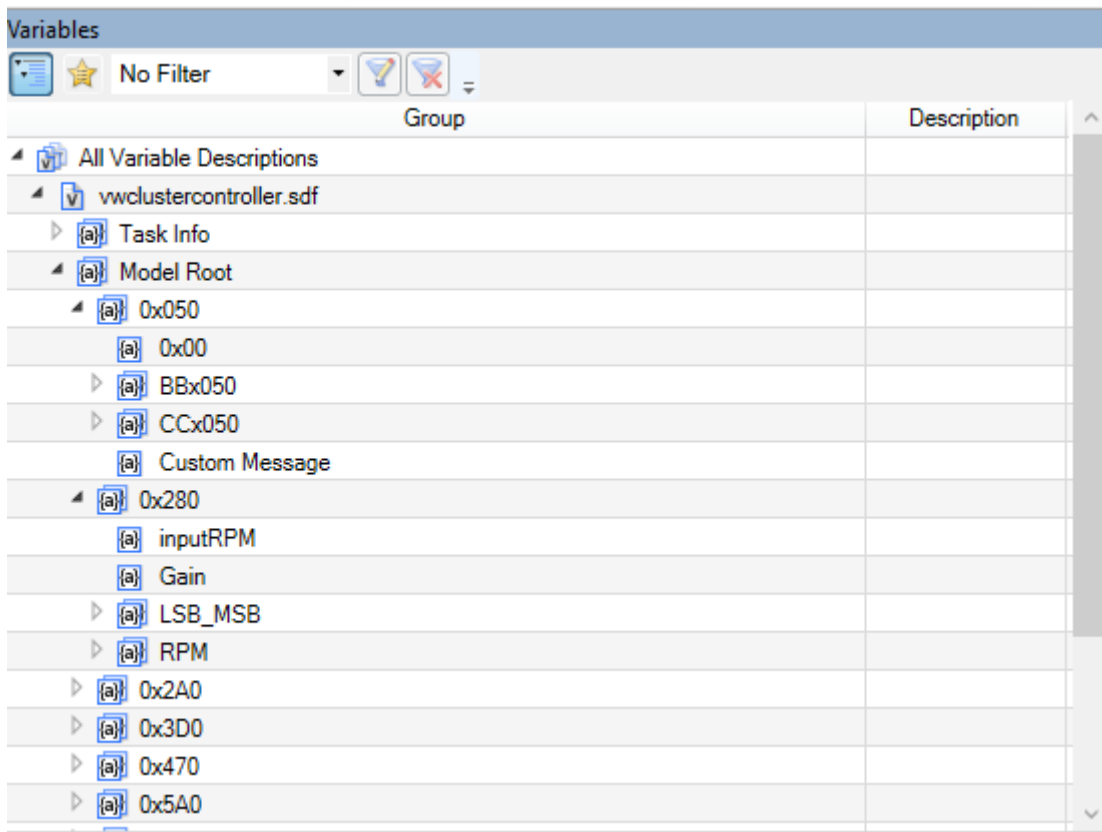 Variables
No Filter
Group Description
All Variable Descriptions
vwclustercontroller.sdf
Task Info
Model Root
0x050
0x00
BBx050
CCx050
Custom Message
0x280
inputRPM
Gain
LSB_MSB
RPM
0x2A0
0x3D0
0x470
0x5A0